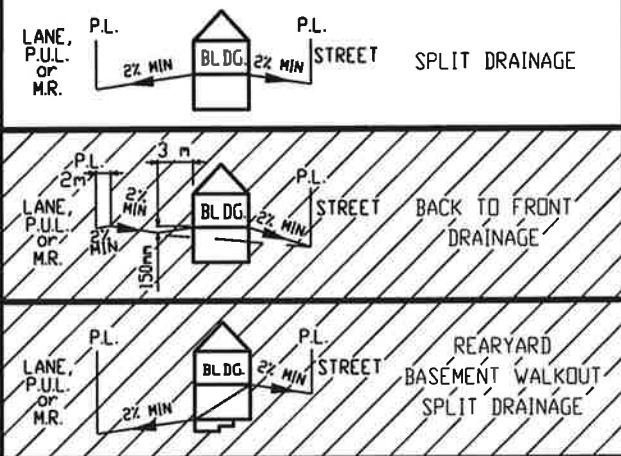 P.L.
P.L.
LANE,
P.U.L.
or
M.R.
2% MIN
BLDG.
2% MIN
STREET
SPLIT DRAINAGE
P.L.
2m
3 m
P.L.
LANE,
P.U.L.
or
M.R.
2% MIN
2% MIN
150mm
BLDG.
2% MIN
STREET
BACK TO FRONT
DRAINAGE
P.L.
P.L.
LANE,
P.U.L.
or
M.R.
2% MIN
BLDG.
2% MIN
STREET
REARYARD
BASEMENT WALKOUT
SPLIT DRAINAGE